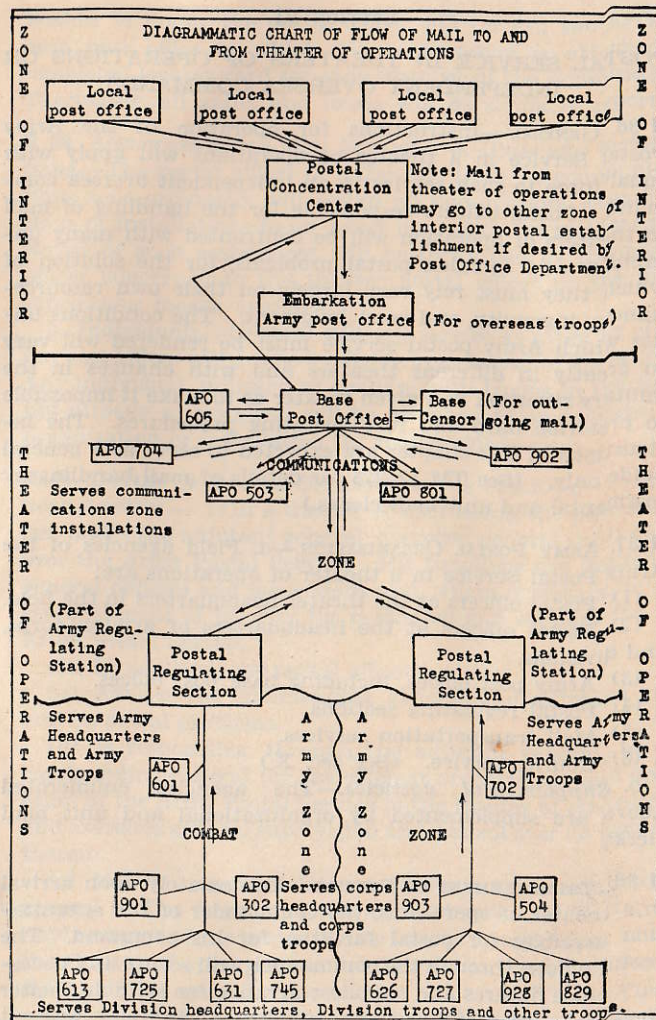 DIAGRAMMATIC CHART OF FLOW OF MAIL TO AND
FROM THEATER OF OPERATIONS
ZONE OF INTERIOR
ZONE OF INTERIOR
Local
post office
Local
post office
Local
post office
Local
post office
Postal
Concentration
Center
Note: Mail from
theater of operations
may go to other zone of
interior postal estab-
lishment if desired by
Post Office Department.
Embarkation
Army post office
(For overseas troops)
THEATER OF OPERATIONS
THEATER OF OPERATIONS
APO
605
Base
Post Office
Base
Censor
(For out-
going mail)
APO 704
APO 902
COMMUNICATIONS
APO 503
APO 801
Serves communi-
cations zone
installations
ZONE
(Part of
Army Regu-
lating
Station)
Postal
Regulating
Section
Postal
Regulating
Section
(Part of
Army Regu-
lating
Station)
Serves Army
Headquarters
and Army
Troops
APO
601
Army zone
Army zone
APO
702
Serves Army
Headquarters
and Army
Troops
COMBAT
ZONE
APO
901
APO
302
Serves corps
headquarters
and corps
troops
APO
903
APO
504
APO
613
APO
725
APO
631
APO
745
APO
626
APO
727
APO
928
APO
829
Serves Division headquarters, Division troops and other troops.